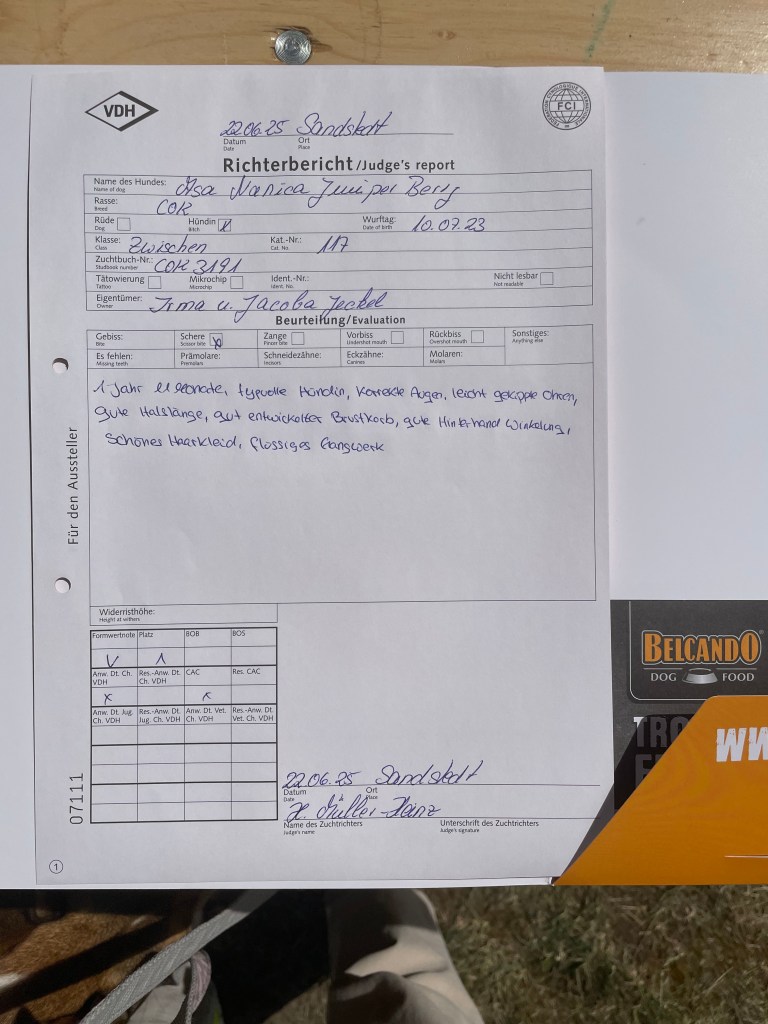 VDH
FCI
22.06.25 Sandstedt
Datum Ort
Date Place
Richterbericht/Judge's report
Name des Hundes: Asa Nanica Juniper Berry
Name of dog
Rasse: COK
Breed
Rüde Hündin x Wurftag: 10.07.23
Dog Bitch Date of birth
Klasse: Zwischen Kat.-Nr.: 117
Class Cat. No.
Zuchtbuch-Nr.: COK 3191
Studbook number
Tätowierung Mikrochip Ident.-Nr.: Nicht lesbar
Tattoo Microchip Ident. No. Not readable
Eigentümer: Irma u. Jacoba Jeckel
Owner
Beurteilung/Evaluation
Gebiss: Schere x Zange Vorbiss Rückbiss Sonstiges:
Bite Scissor bite Pincer bite Undershot mouth Overshot mouth Anything else
Es fehlen: Prämolare: Schneidezähne: Eckzähne: Molaren:
Missing teeth Premolars Incisors Canines Molars
1 Jahr 11 Monate, typvolle Hündin, korrekte Augen, leicht gekippte Ohren,
gute Halslänge, gut entwickelter Brustkorb, gute Hinterhand Winkelung,
schönes Haarkleid, flüssiges Gangwerk
Für den Aussteller
Widerristhöhe:
Height at withers
Formwertnote Platz BOB BOS
V 1
Anw. Dt. Ch. VDH Res.-Anw. Dt. Ch. VDH CAC Res. CAC
x x
Anw. Dt. Jug. Ch. VDH Res.-Anw. Dt. Jug. Ch. VDH Anw. Dt. Vet. Ch. VDH Res.-Anw. Dt. Vet. Ch. VDH
22.06.25 Sandstedt
Datum Ort
Date Place
H. Müller-Heinz
Name des Zuchtrichters Unterschrift des Zuchtrichters
Judge's name Judge's signature
07111
1
BELCANDO
DOG FOOD
WW